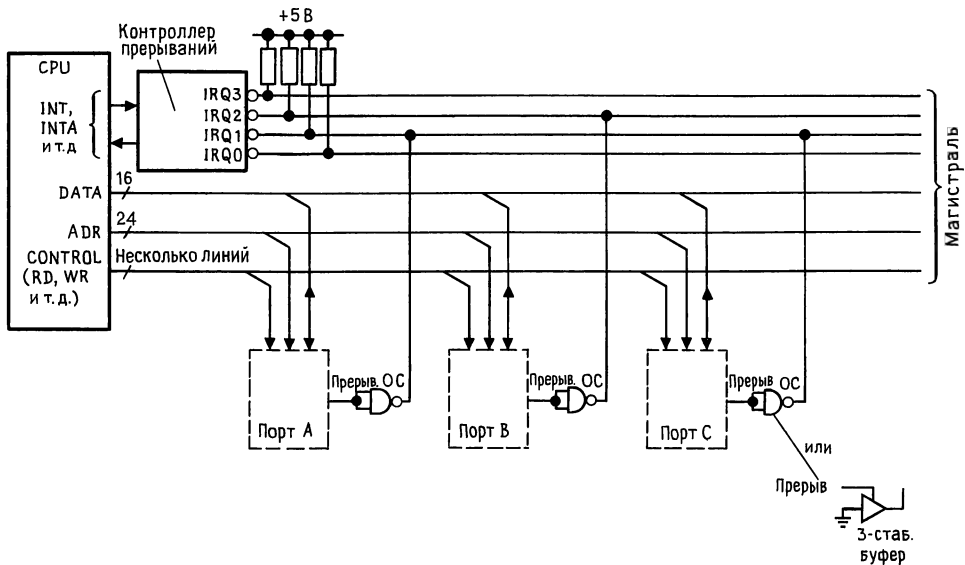 +5 В
Контроллер
прерываний
CPU
INT,
INTA
и т.д
IRQ3
IRQ2
IRQ1
IRQ0
DATA
16
ADR
24
CONTROL
(RD, WR
и т. д.)
Несколько линий
Магистраль
Прерыв. ОС
Порт А
Прерыв. ОС
Порт В
Прерыв ОС
Порт С
или
Прерыв
3-стаб.
буфер